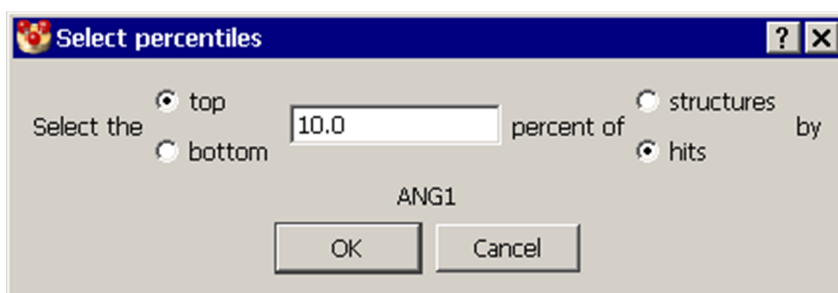 Select percentiles
? X
top structures
Select the 10.0 percent of by
bottom hits
ANG1
OK Cancel